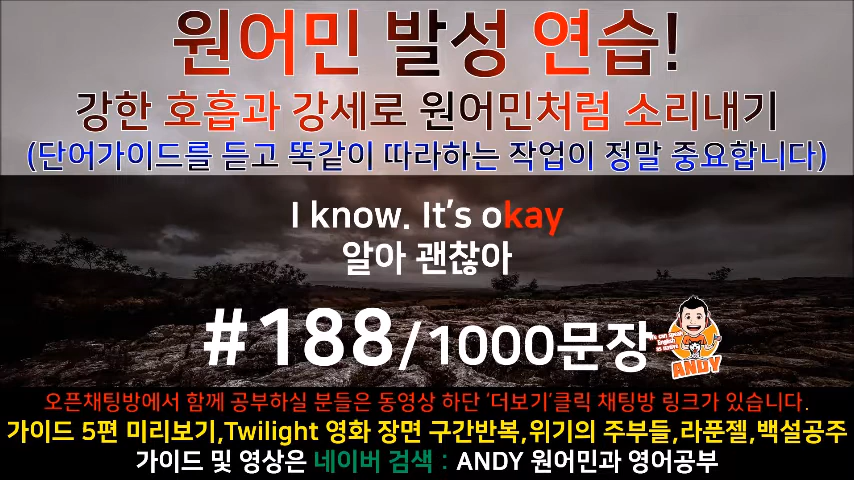 원어민 발성 연습!
강한 호흡과 강세로 원어민처럼 소리내기
(단어가이드를 듣고 똑같이 따라하는 작업이 정말 중요합니다)
I know. It's okay
알아 괜찮아
#188/1000문장
ANDY
오픈채팅방에서 함께 공부하실 분들은 동영상 하단 '더보기'클릭 채팅방 링크가 있습니다.
가이드 5편 미리보기,Twilight 영화 장면 구간반복,위기의 주부들,라푼젤,백설공주
가이드 및 영상은 네이버 검색 : ANDY 원어민과 영어공부